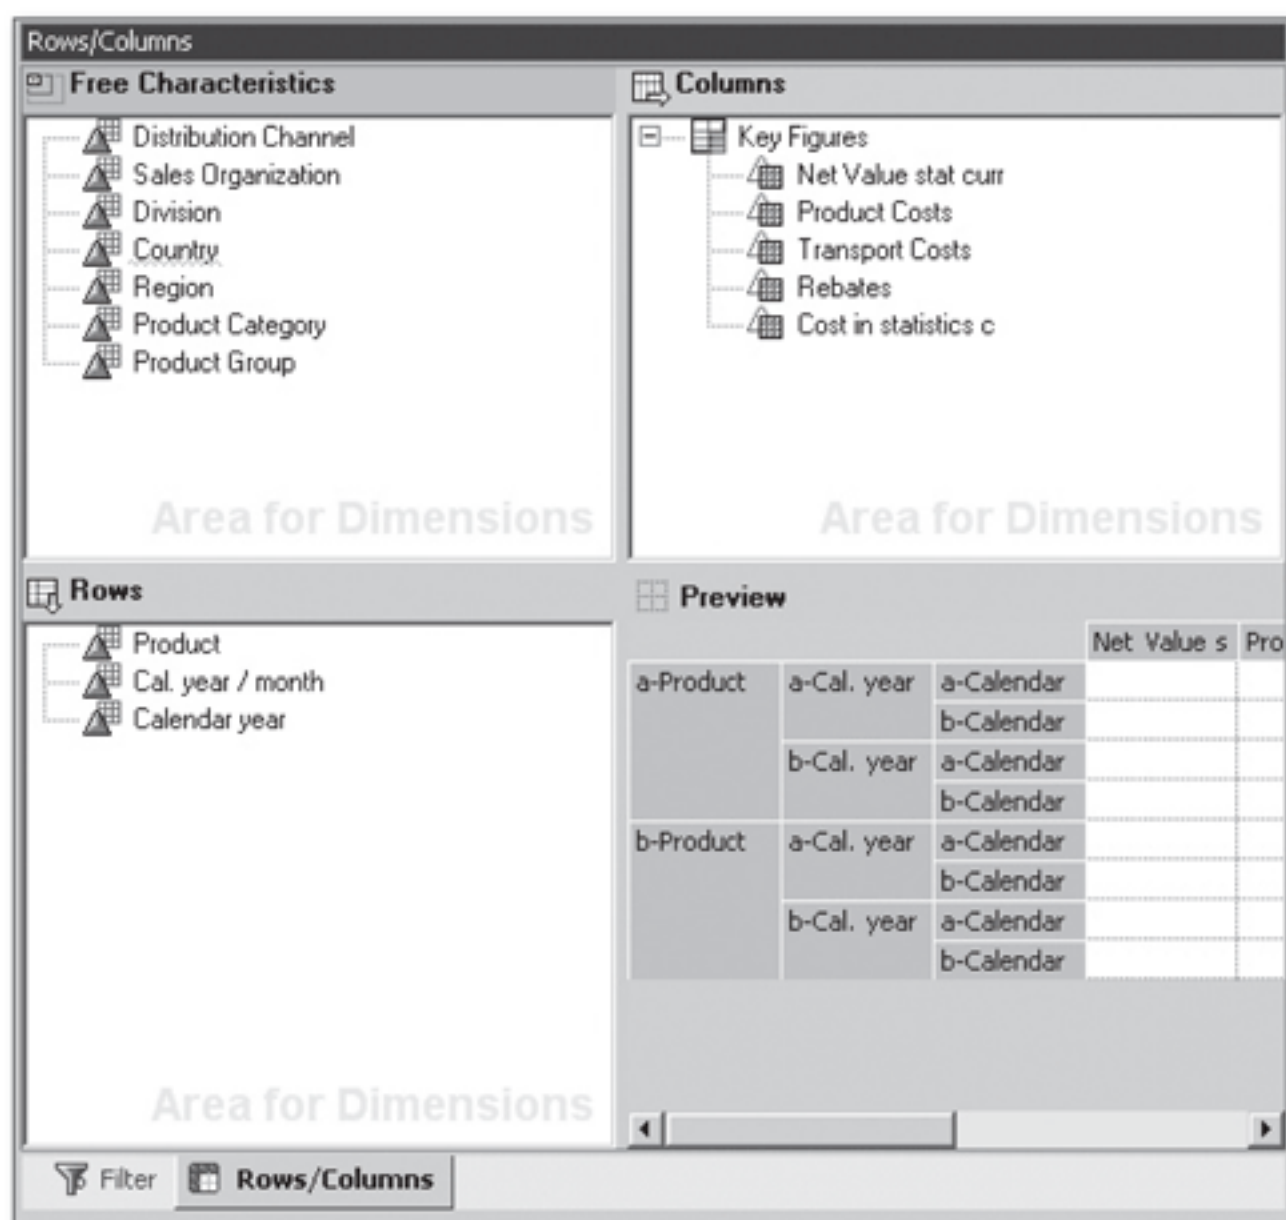 Rows/Columns
Free Characteristics
Distribution Channel
Sales Organization
Division
Country
Region
Product Category
Product Group
Area for Dimensions
Columns
Key Figures
Net Value stat curr
Product Costs
Transport Costs
Rebates
Cost in statistics c
Area for Dimensions
Rows
Product
Cal. year / month
Calendar year
Area for Dimensions
Preview
Net Value s Pro
a-Product a-Cal. year a-Calendar
b-Calendar
b-Cal. year a-Calendar
b-Calendar
b-Product a-Cal. year a-Calendar
b-Calendar
b-Cal. year a-Calendar
b-Calendar
Filter Rows/Columns